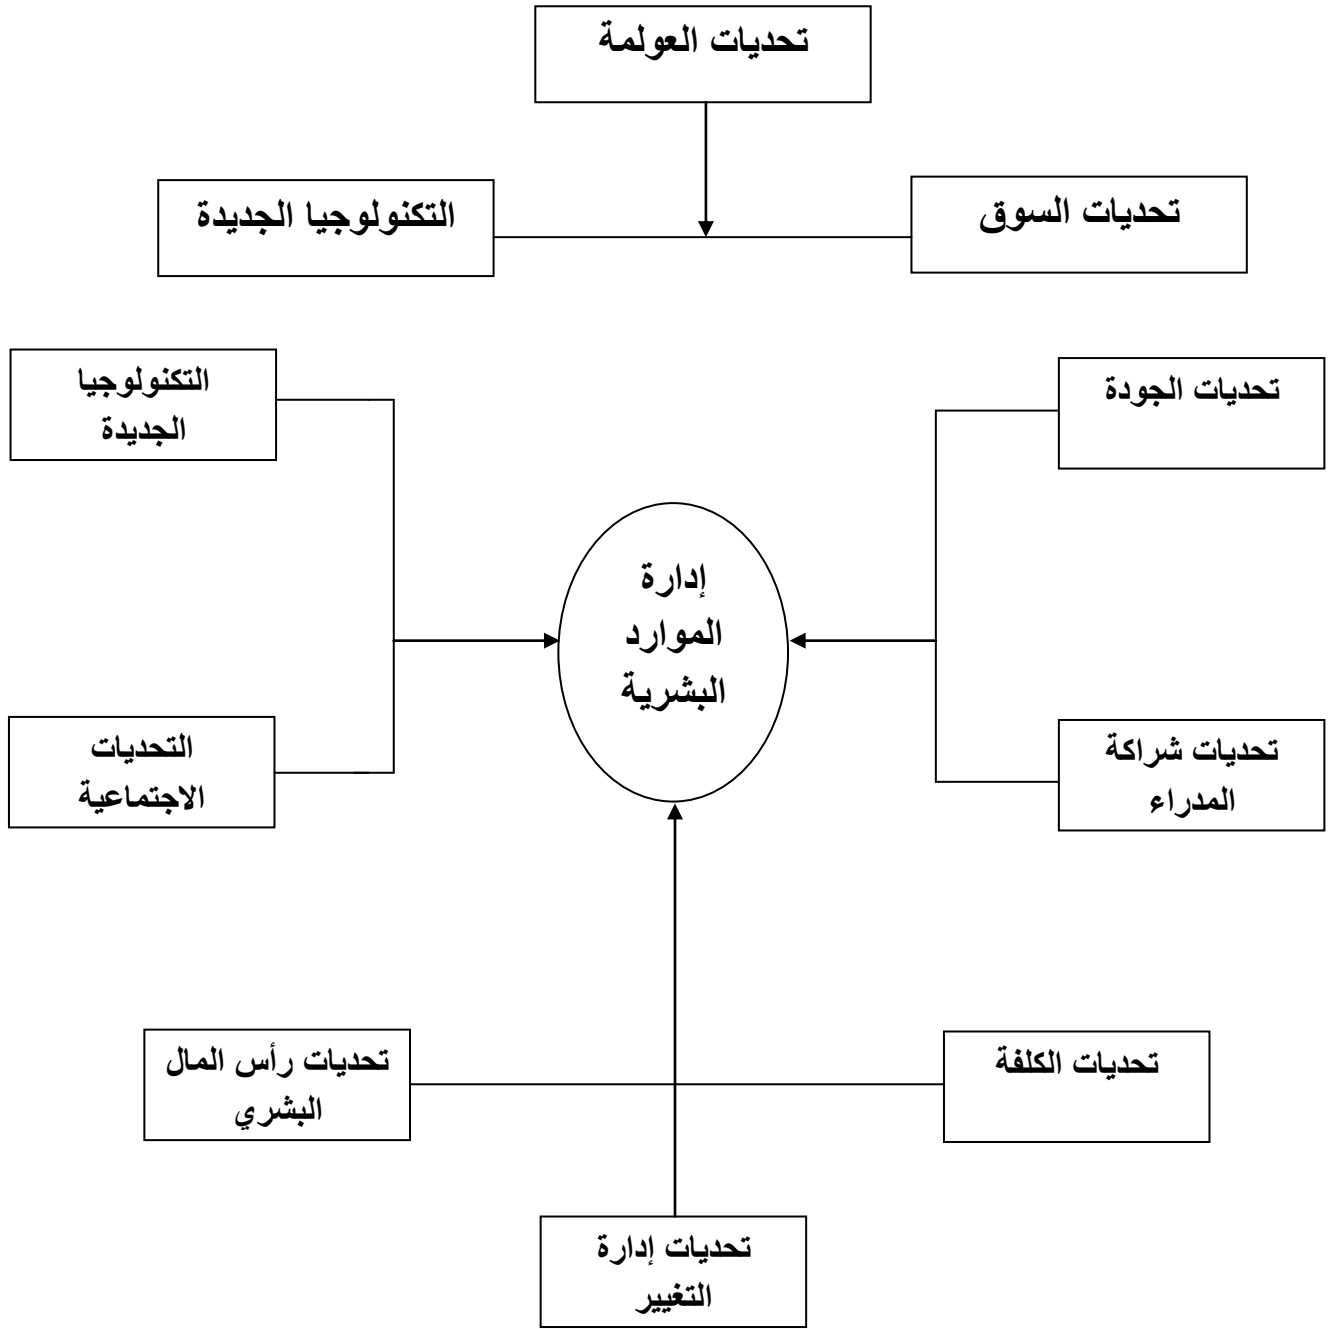 تحديات العولمة
تحديات السوق
التكنولوجيا الجديدة
تحديات الجودة
التكنولوجيا
الجديدة
إدارة
الموارد
البشرية
تحديات شراكة
المدراء
التحديات
الاجتماعية
تحديات الكلفة
تحديات رأس المال
البشري
تحديات إدارة
التغيير